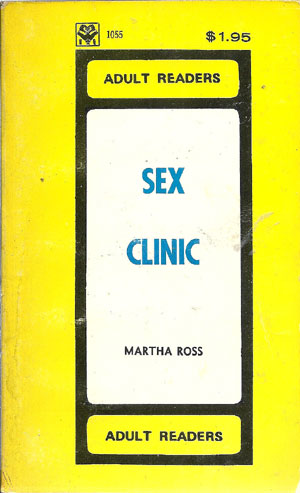 1055
$1.95
ADULT READERS
SEX
CLINIC
MARTHA ROSS
ADULT READERS